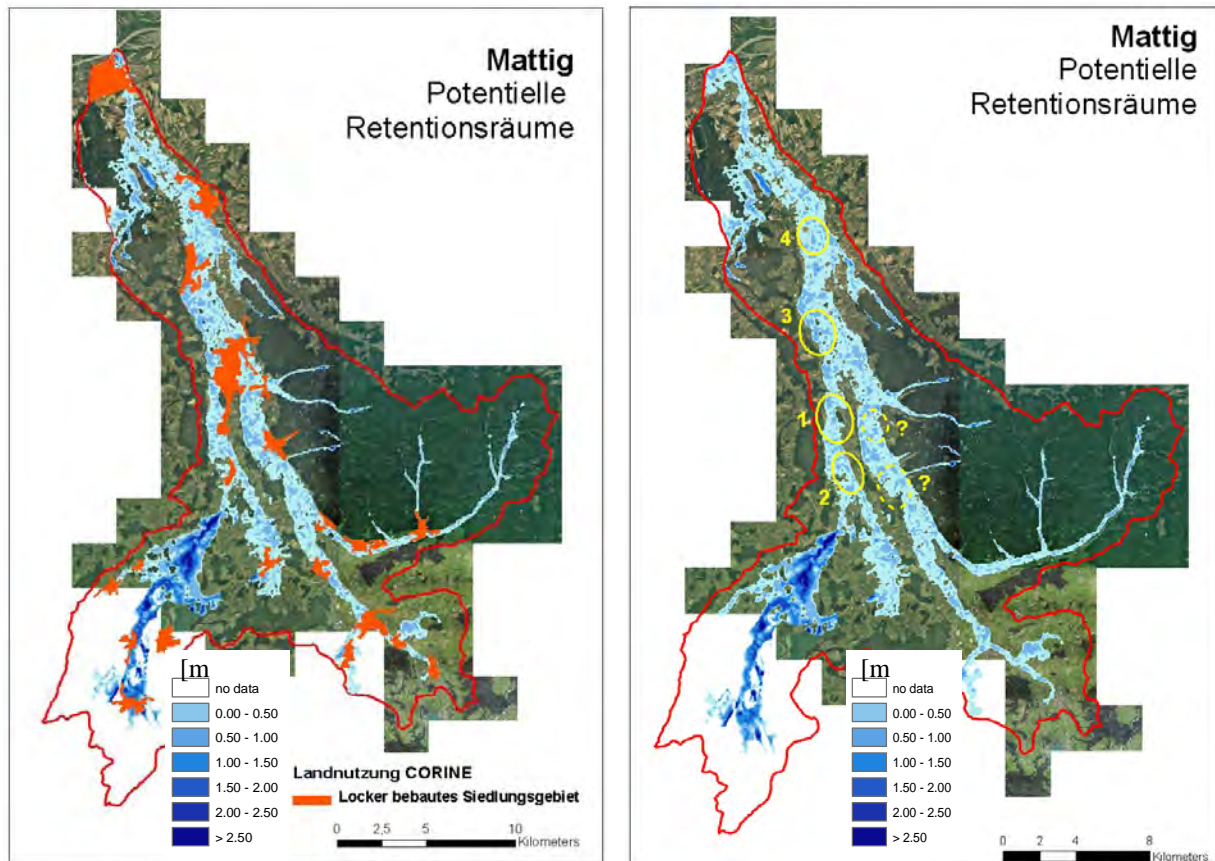 Mattig
Potentielle
Retentionsräume
[m
no data
0.00 - 0.50
0.50 - 1.00
1.00 - 1.50
1.50 - 2.00
2.00 - 2.50
> 2.50
Landnutzung CORINE
Locker bebautes Siedlungsgebiet
0 2,5 5 10
Kilometers
Mattig
Potentielle
Retentionsräume
4
3
1
?
2
?
[m
no data
0.00 - 0.50
0.50 - 1.00
1.00 - 1.50
1.50 - 2.00
2.00 - 2.50
> 2.50
0 2 4 8
Kilometers